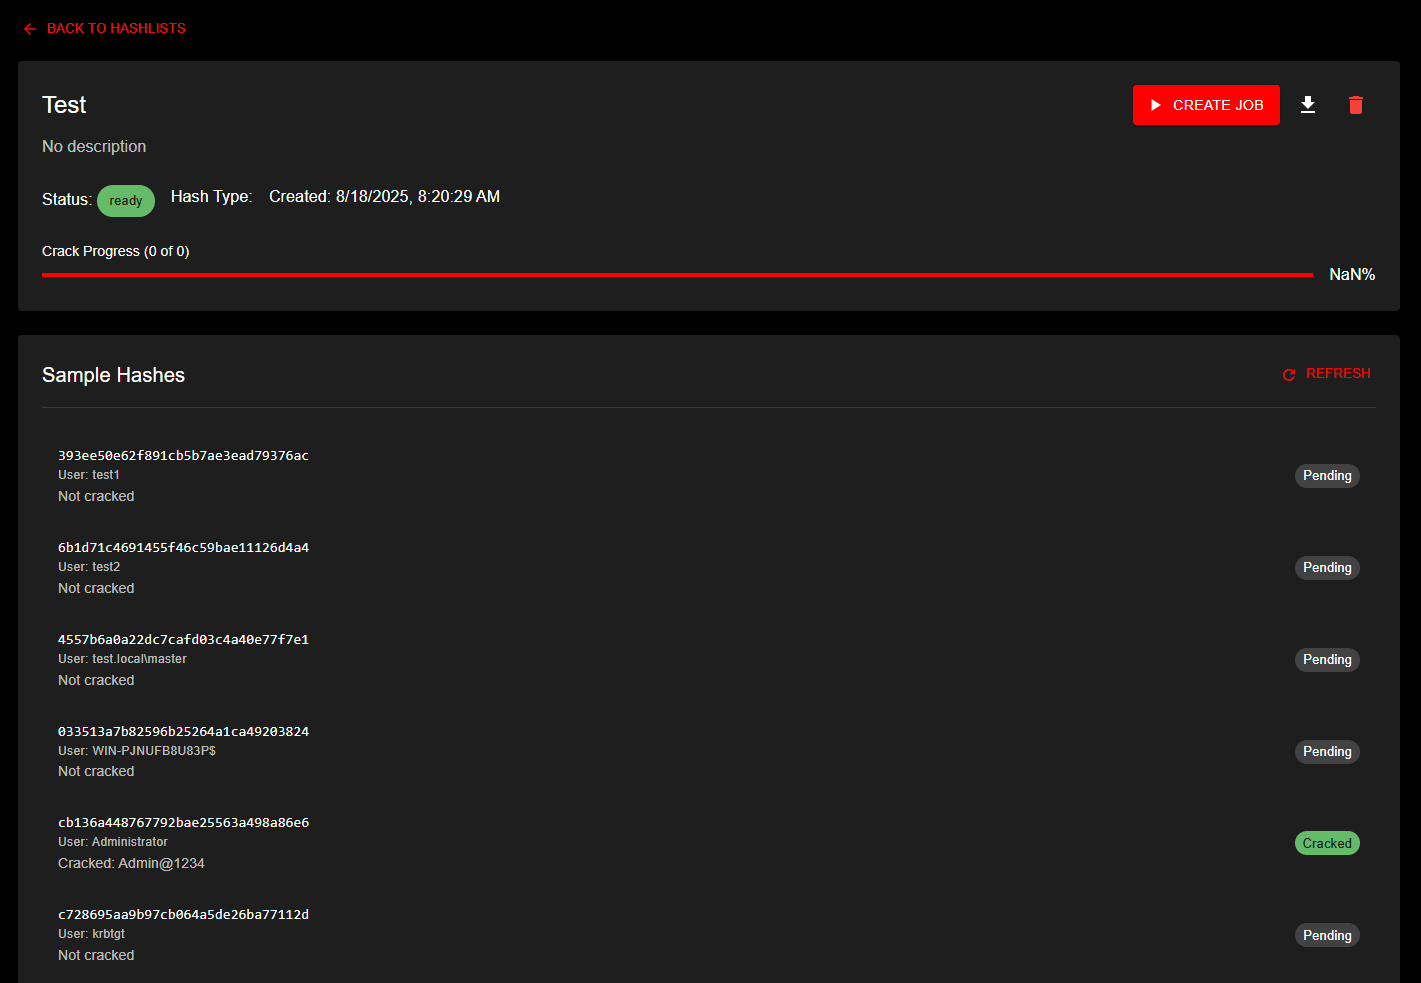 BACK TO HASHLISTS
Test
CREATE JOB
No description
Status: ready Hash Type: Created: 8/18/2025, 8:20:29 AM
Crack Progress (0 of 0)
NaN%
Sample Hashes
REFRESH
393ee50e62f891cb5b7ae3ead79376ac
User: test1
Not cracked
Pending
6b1d71c4691455f46c59bae11126d4a4
User: test2
Not cracked
Pending
4557b6a0a22dc7cafd03c4a40e77f7e1
User: test.local\master
Not cracked
Pending
033513a7b82596b25264a1ca49203824
User: WIN-PJNUFB8U83P$
Not cracked
Pending
cb136a448767792bae25563a498a86e6
User: Administrator
Cracked: Admin@1234
Cracked
c728695aa9b97cb064a5de26ba77112d
User: krbtgt
Not cracked
Pending